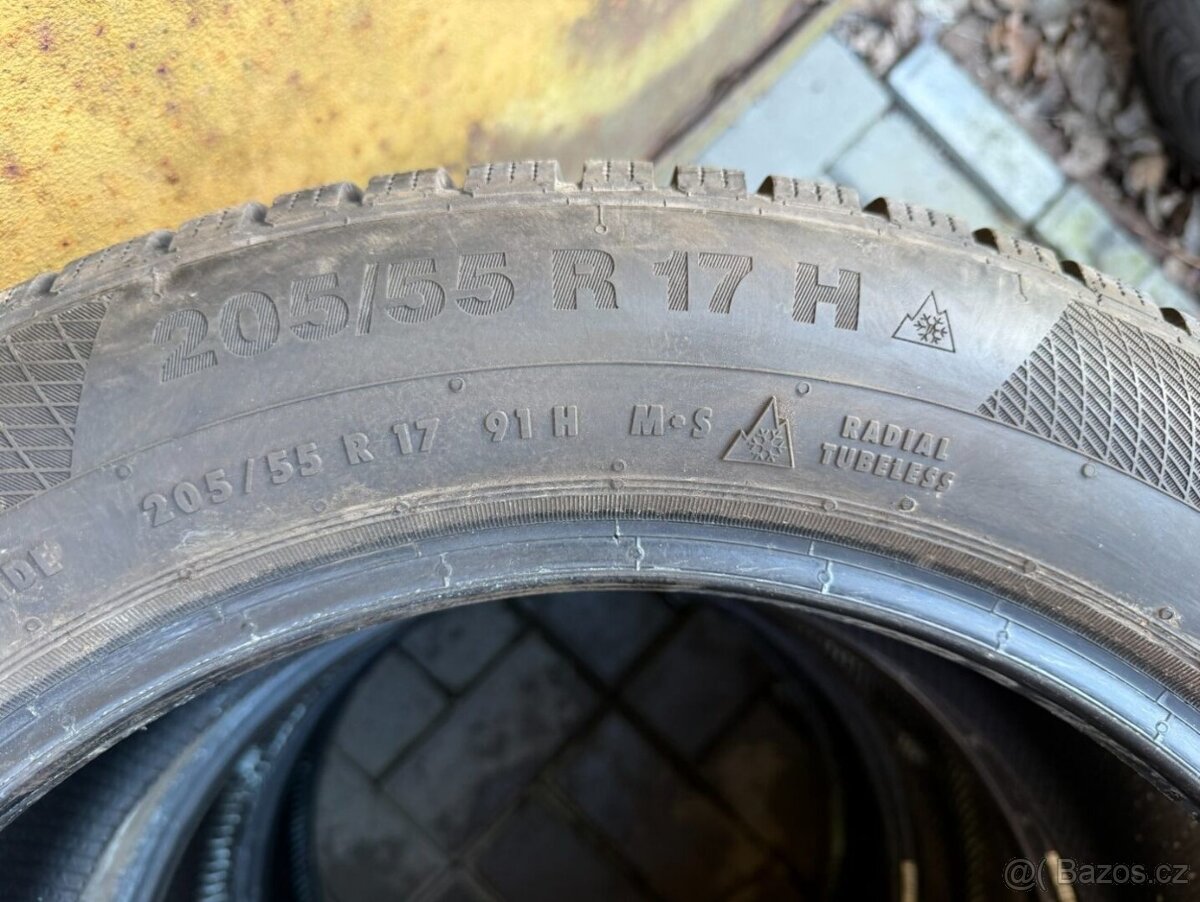 205/55 R 17 H
205/55 R 17 91 H M•S RADIAL
TUBELESS
@( Bazos.cz